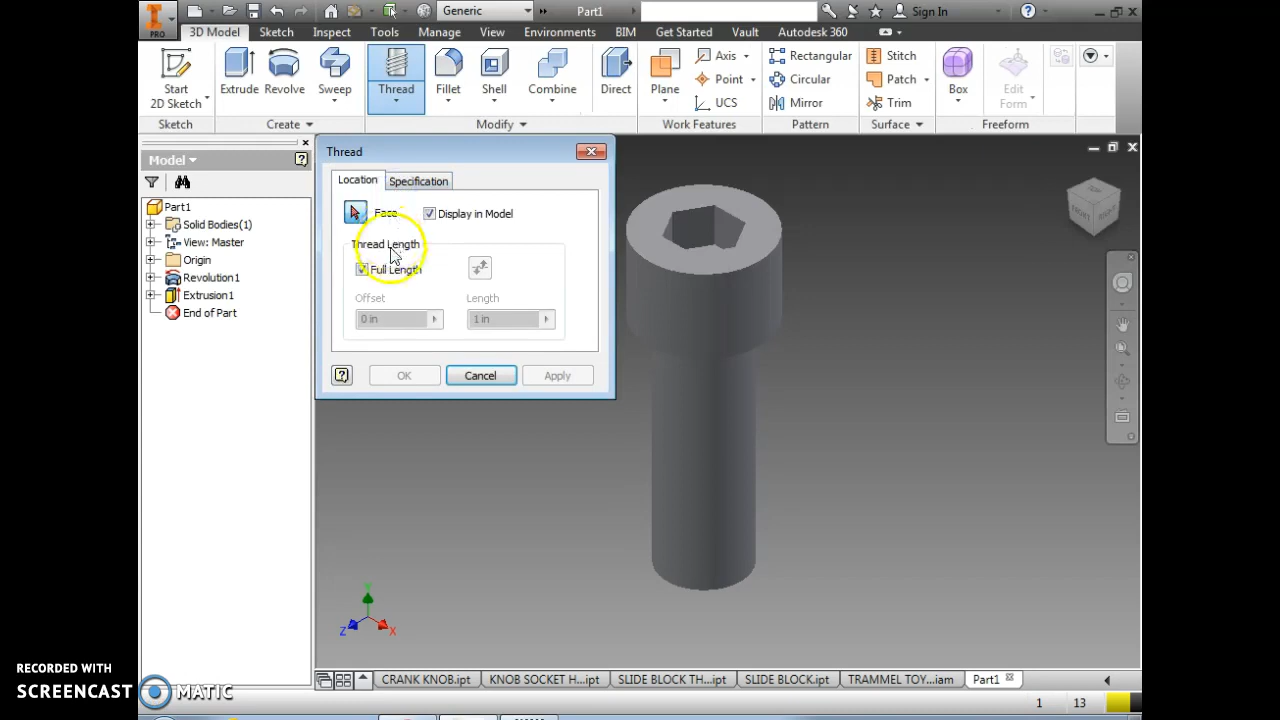 PRO
Generic
Part1
Sign In
3D Model Sketch Inspect Tools Manage View Environments BIM Get Started Vault Autodesk 360
Start
2D Sketch
Extrude
Revolve
Sweep
Thread
Fillet
Shell
Combine
Direct
Plane
Axis
Point
UCS
Rectangular
Circular
Mirror
Stitch
Patch
Trim
Box
Edit
Form
Sketch Create Modify Work Features Pattern Surface Freeform
Model
Part1
Solid Bodies(1)
View: Master
Origin
Revolution1
Extrusion1
End of Part
Thread
Location Specification
Face Display in Model
Thread Length
Full Length
Offset Length
0 in 1 in
OK Cancel Apply
FRONT RIGHT
Y
Z X
CRANK KNOB.ipt KNOB SOCKET H...ipt SLIDE BLOCK TH...ipt SLIDE BLOCK.ipt TRAMMEL TOY...iam Part1
1 13
RECORDED WITH
SCREENCAST MATIC